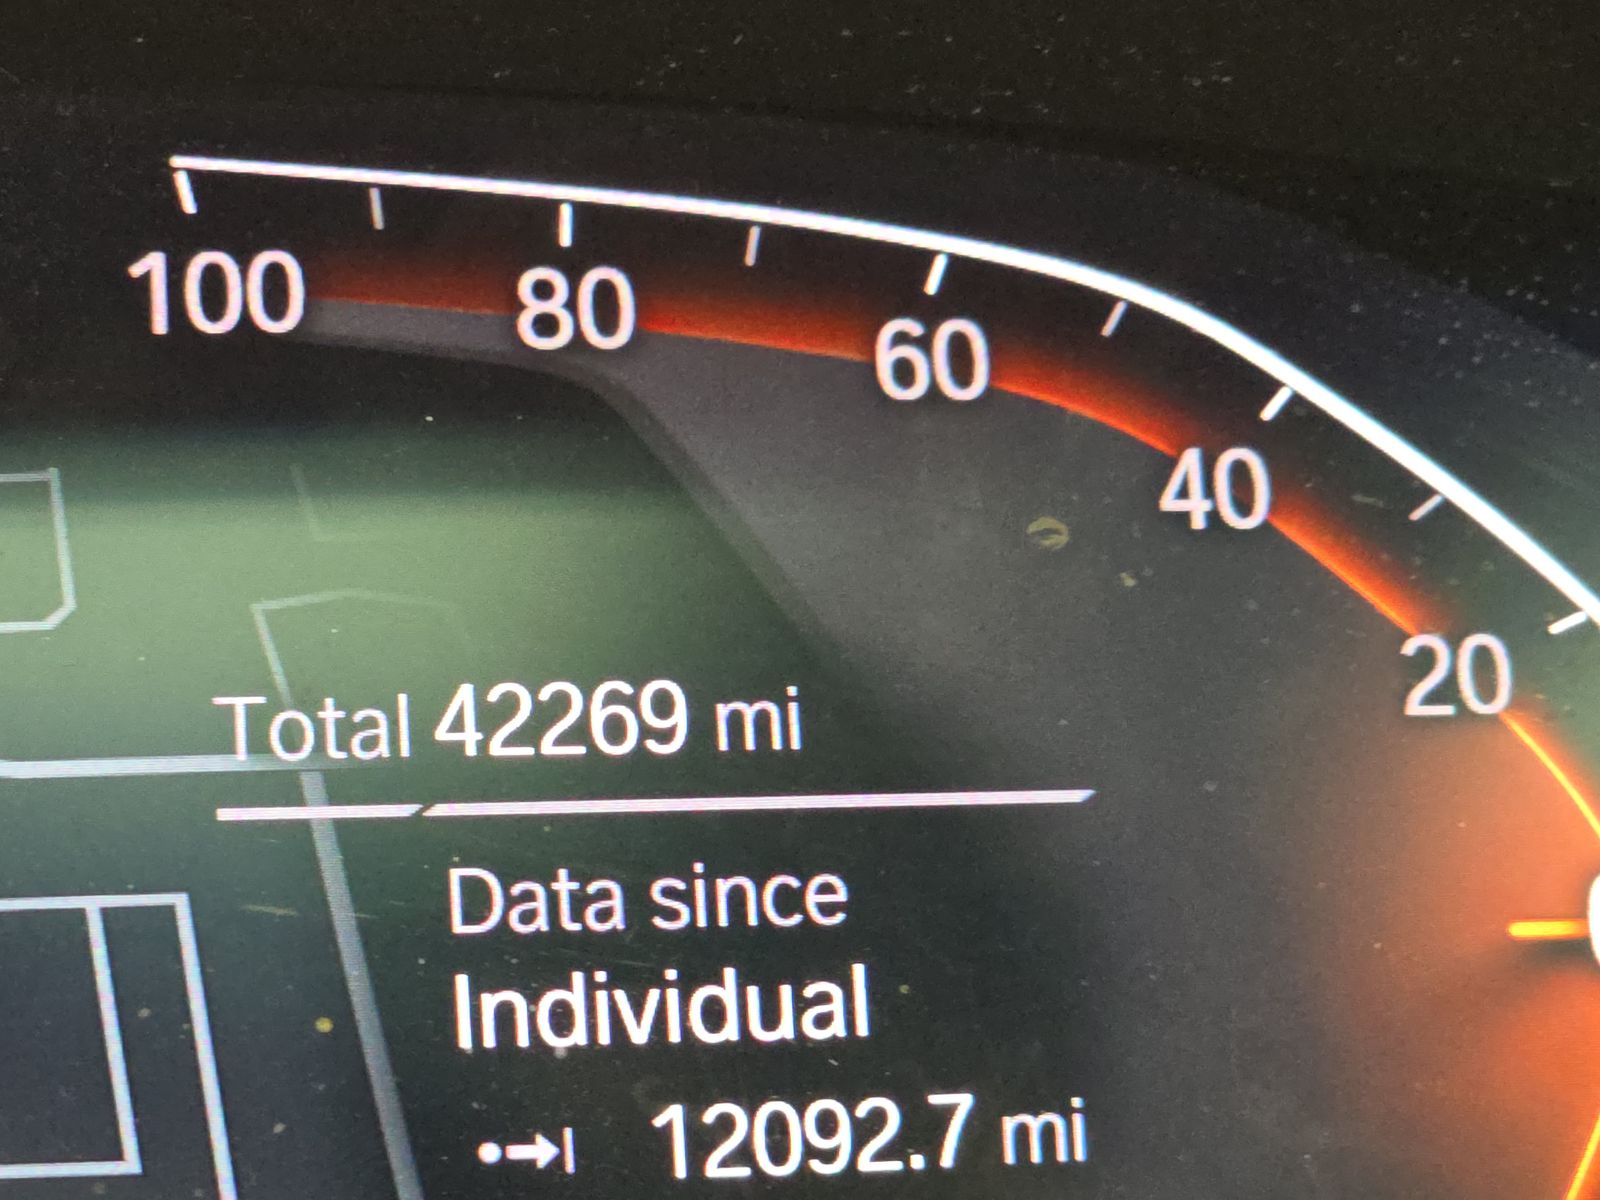 100
80
60
40
20
Total 42269 mi
Data since
Individual
12092.7 mi